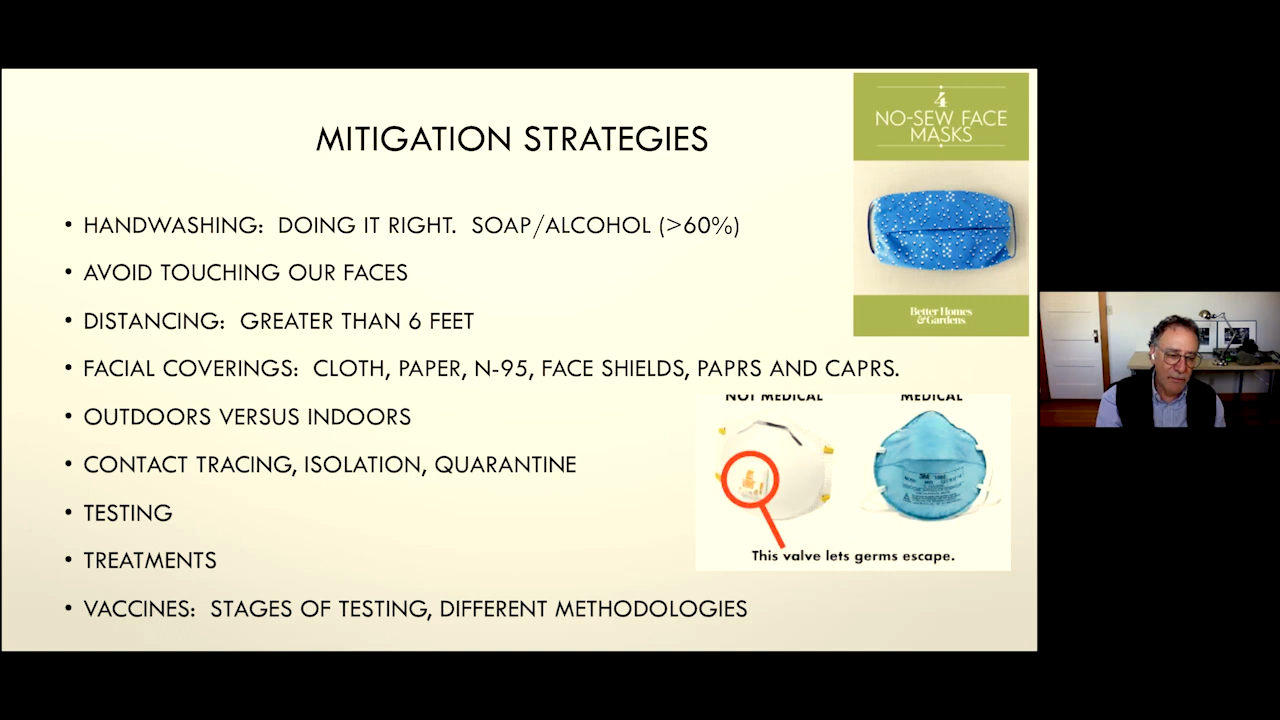 MITIGATION STRATEGIES
4
NO-SEW FACE
MASKS
Better Homes
& Gardens
• HANDWASHING: DOING IT RIGHT. SOAP/ALCOHOL (>60%)
• AVOID TOUCHING OUR FACES
• DISTANCING: GREATER THAN 6 FEET
• FACIAL COVERINGS: CLOTH, PAPER, N-95, FACE SHIELDS, PAPRS AND CAPRS.
• OUTDOORS VERSUS INDOORS
• CONTACT TRACING, ISOLATION, QUARANTINE
• TESTING
• TREATMENTS
• VACCINES: STAGES OF TESTING, DIFFERENT METHODOLOGIES
NOT MEDICAL
MEDICAL
3M
This valve lets germs escape.